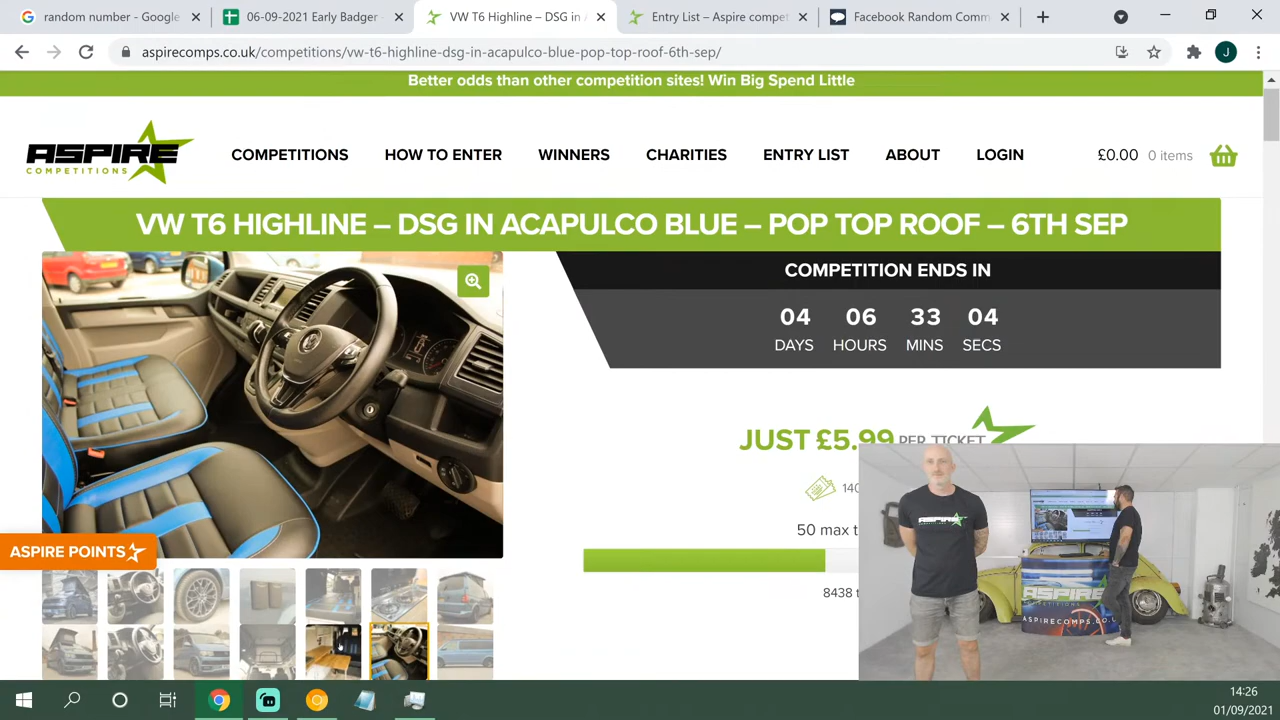 random number - Google
06-09-2021 Early Badger -
VW T6 Highline – DSG in A
Entry List – Aspire compet
Facebook Random Comm
aspirecomps.co.uk/competitions/vw-t6-highline-dsg-in-acapulco-blue-pop-top-roof-6th-sep/
J
Better odds than other competition sites! Win Big Spend Little
ASPIRE
COMPETITIONS
COMPETITIONS
HOW TO ENTER
WINNERS
CHARITIES
ENTRY LIST
ABOUT
LOGIN
£0.00 0 items
VW T6 HIGHLINE – DSG IN ACAPULCO BLUE – POP TOP ROOF – 6TH SEP
COMPETITION ENDS IN
04 06 33 04
DAYS HOURS MINS SECS
JUST £5.99 PER TICKET
140
50 max t
8438 t
ASPIRE POINTS
ASPIRE
ASPIRE
ASPIRECOMPS.CO.U
14:26
01/09/2021